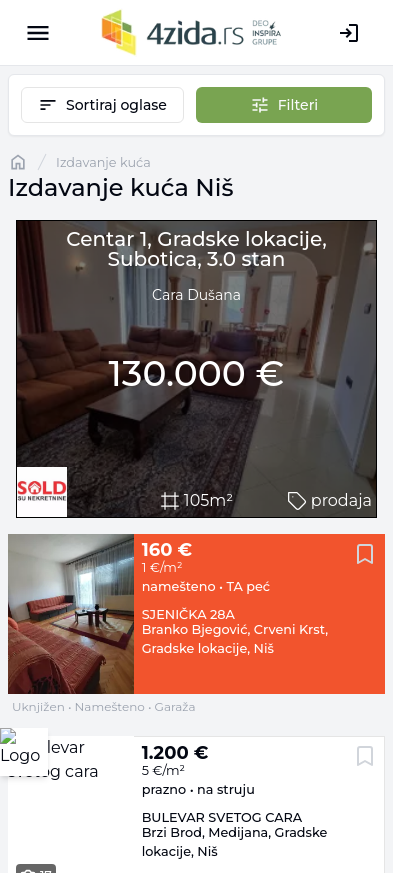 4zida.rs
DEO
INSPIRA
GRUPE
Sortiraj oglase
Filteri
Izdavanje kuća
Izdavanje kuća Niš
Centar 1, Gradske lokacije,
Subotica, 3.0 stan
Cara Dušana
130.000 €
SOLD
SU NEKRETNINE
105m²
prodaja
160 €
1 €/m²
namešteno • TA peć
SJENIČKA 28A
Branko Bjegović, Crveni Krst,
Gradske lokacije, Niš
Uknjižen • Namešteno • Garaža
Logo
levar
og cara
1.200 €
5 €/m²
prazno • na struju
BULEVAR SVETOG CARA
Brzi Brod, Medijana, Gradske
lokacije, Niš